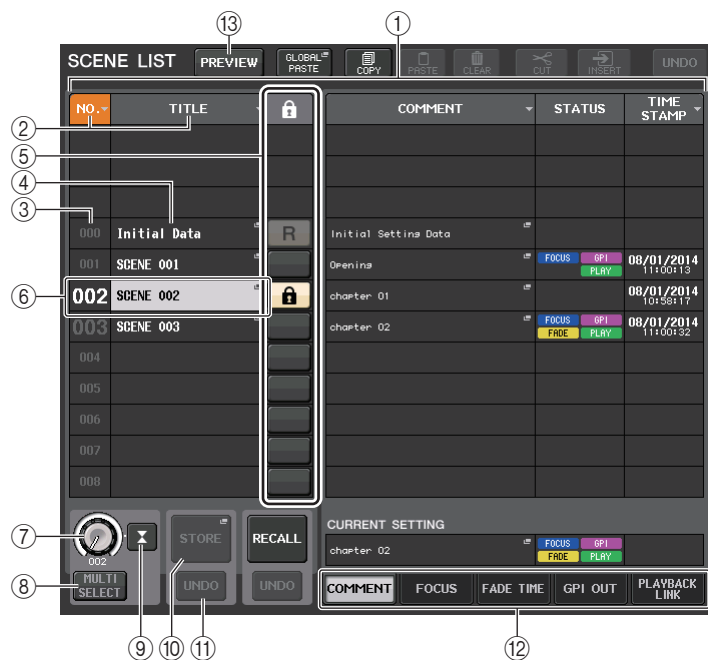 ⑬ ①
SCENE LIST PREVIEW GLOBAL PASTE COPY PASTE CLEAR CUT INSERT UNDO
② NO. TITLE COMMENT STATUS TIME STAMP
⑤
④
③ 000 Initial Data R Initial Setting Data
001 SCENE 001 Opening FOCUS GPI PLAY 08/01/2014 11:00:13
⑥ 002 SCENE 002 chapter 01 08/01/2014 10:58:17
003 SCENE 003 chapter 02 FOCUS GPI FADE PLAY 08/01/2014 11:00:32
004
005
006
007
008
CURRENT SETTING
⑦ 002 STORE RECALL chapter 02 FOCUS GPI FADE PLAY
⑧ MULTI SELECT UNDO UNDO COMMENT FOCUS FADE TIME GPI OUT PLAYBACK LINK
⑨ ⑩ ⑪ ⑫